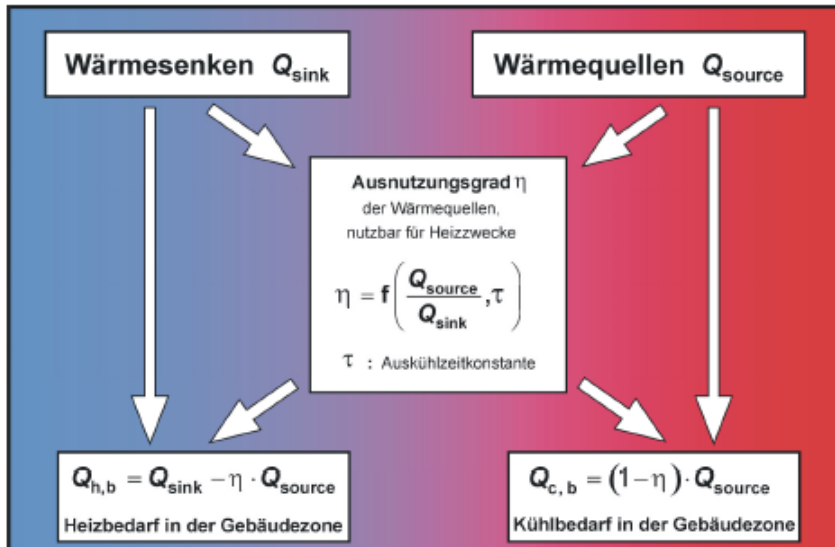 Wärmesenken Q_sink
Wärmequellen Q_source
Ausnutzungsgrad η
der Wärmequellen,
nutzbar für Heizzwecke
η = f(Q_source / Q_sink , τ)
τ : Auskühlzeitkonstante
Q_h,b = Q_sink − η · Q_source
Heizbedarf in der Gebäudezone
Q_c,b = (1−η) · Q_source
Kühlbedarf in der Gebäudezone